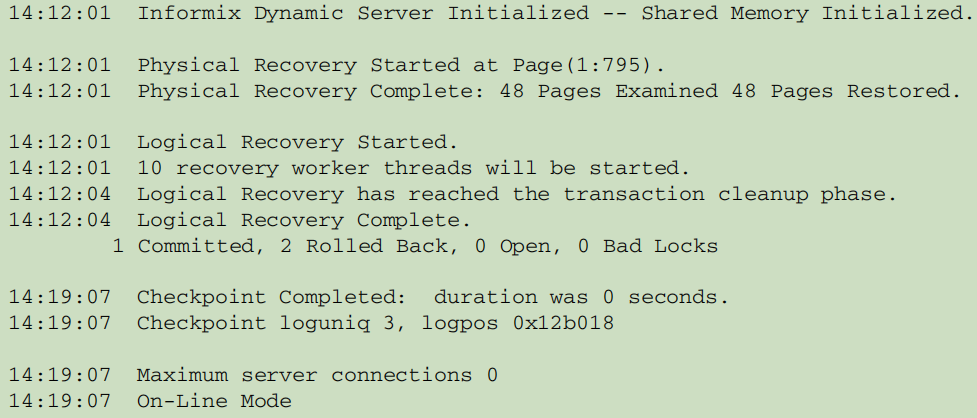 14:12:01  Informix Dynamic Server Initialized -- Shared Memory Initialized.
14:12:01  Physical Recovery Started at Page(1:795).
14:12:01  Physical Recovery Complete: 48 Pages Examined 48 Pages Restored.
14:12:01  Logical Recovery Started.
14:12:01  10 recovery worker threads will be started.
14:12:04  Logical Recovery has reached the transaction cleanup phase.
14:12:04  Logical Recovery Complete.
1 Committed, 2 Rolled Back, 0 Open, 0 Bad Locks
14:19:07  Checkpoint Completed:  duration was 0 seconds.
14:19:07  Checkpoint loguniq 3, logpos 0x12b018
14:19:07  Maximum server connections 0
14:19:07  On-Line Mode